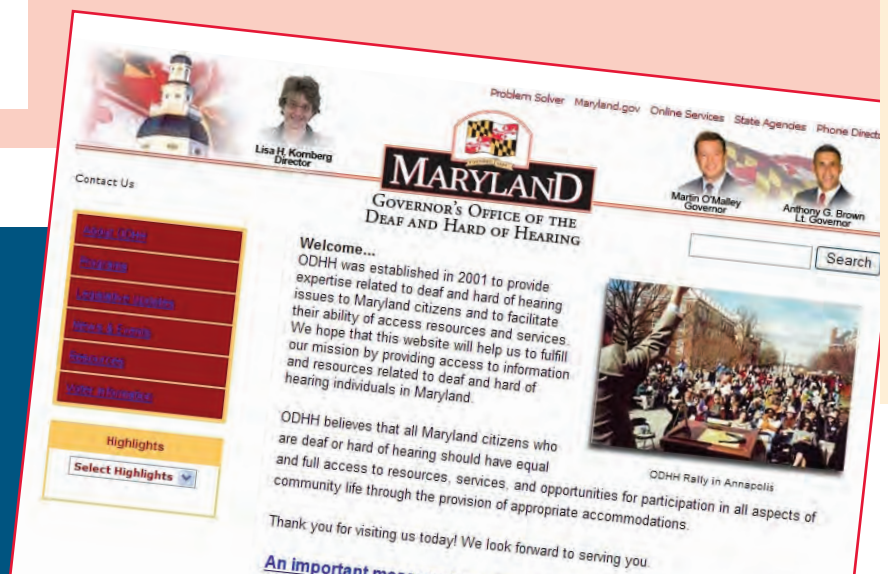 Problem Solver Maryland.gov Online Services State Agencies Phone
Lisa H. Kornberg
Director
MARYLAND
GOVERNOR'S OFFICE OF THE
DEAF AND HARD OF HEARING
Martin O'Malley
Governor
Anthony G. Brown
Lt. Governor
Contact Us
Search
About ODHH
Programs
News & Events
Resources
Highlights
Select Highlights
Welcome...
ODHH was established in 2001 to provide
expertise related to deaf and hard of hearing
issues to Maryland citizens and to facilitate
their ability of access resources and services.
We hope that this website will help us to fulfill
our mission by providing access to information
and resources related to deaf and hard of
hearing individuals in Maryland.
ODHH Rally in Annapolis
ODHH believes that all Maryland citizens who
are deaf or hard of hearing should have equal
and full access to resources, services, and opportunities for participation in all aspects of
community life through the provision of appropriate accommodations.
Thank you for visiting us today! We look forward to serving you.
An important